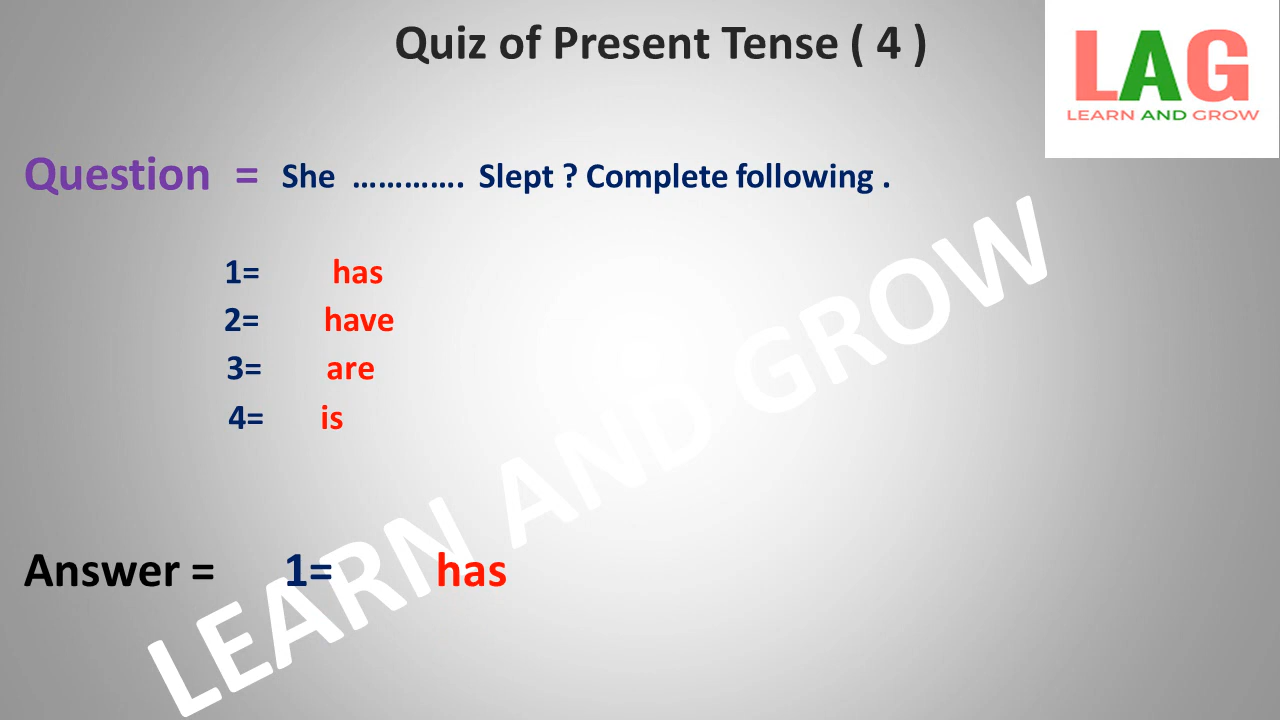 Quiz of Present Tense ( 4 )
LAG
LEARN AND GROW
Question = She …………. Slept ? Complete following .
1= has
2= have
3= are
4= is
Answer = 1= has
LEARN AND GROW